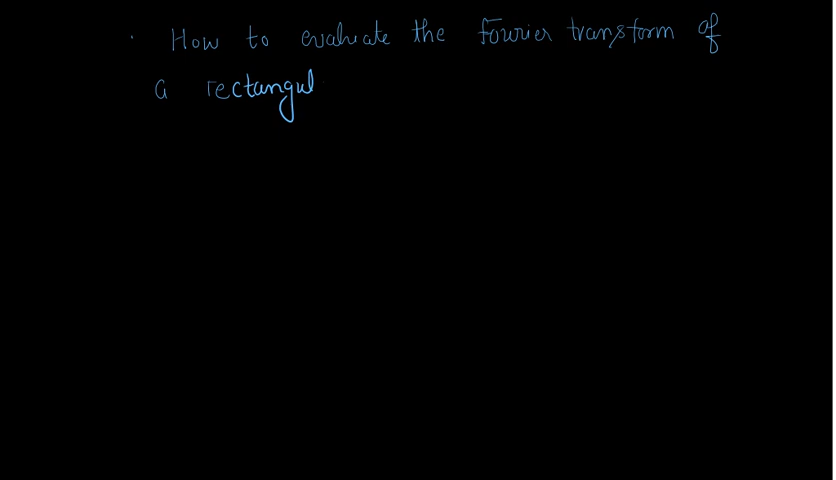 How to evaluate the Fourier transform of
a rectangul